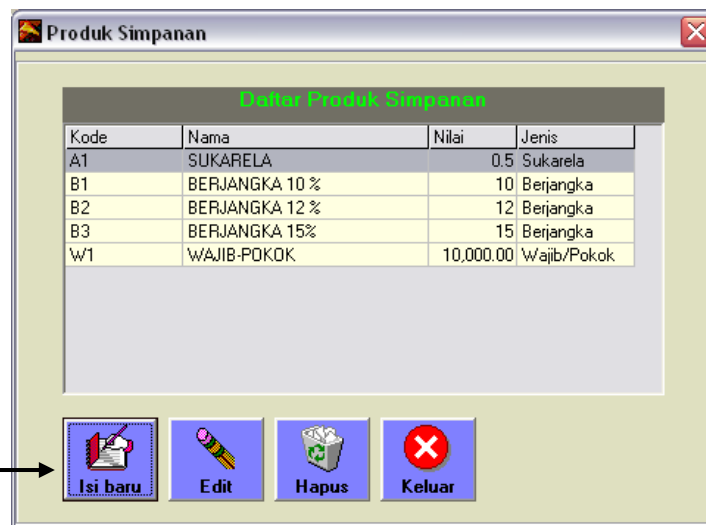 Produk Simpanan
Daftar Produk Simpanan
Kode Nama Nilai Jenis
A1 SUKARELA 0.5 Sukarela
B1 BERJANGKA 10 % 10 Berjangka
B2 BERJANGKA 12 % 12 Berjangka
B3 BERJANGKA 15% 15 Berjangka
W1 WAJIB-POKOK 10,000.00 Wajib/Pokok
Isi baru Edit Hapus Keluar